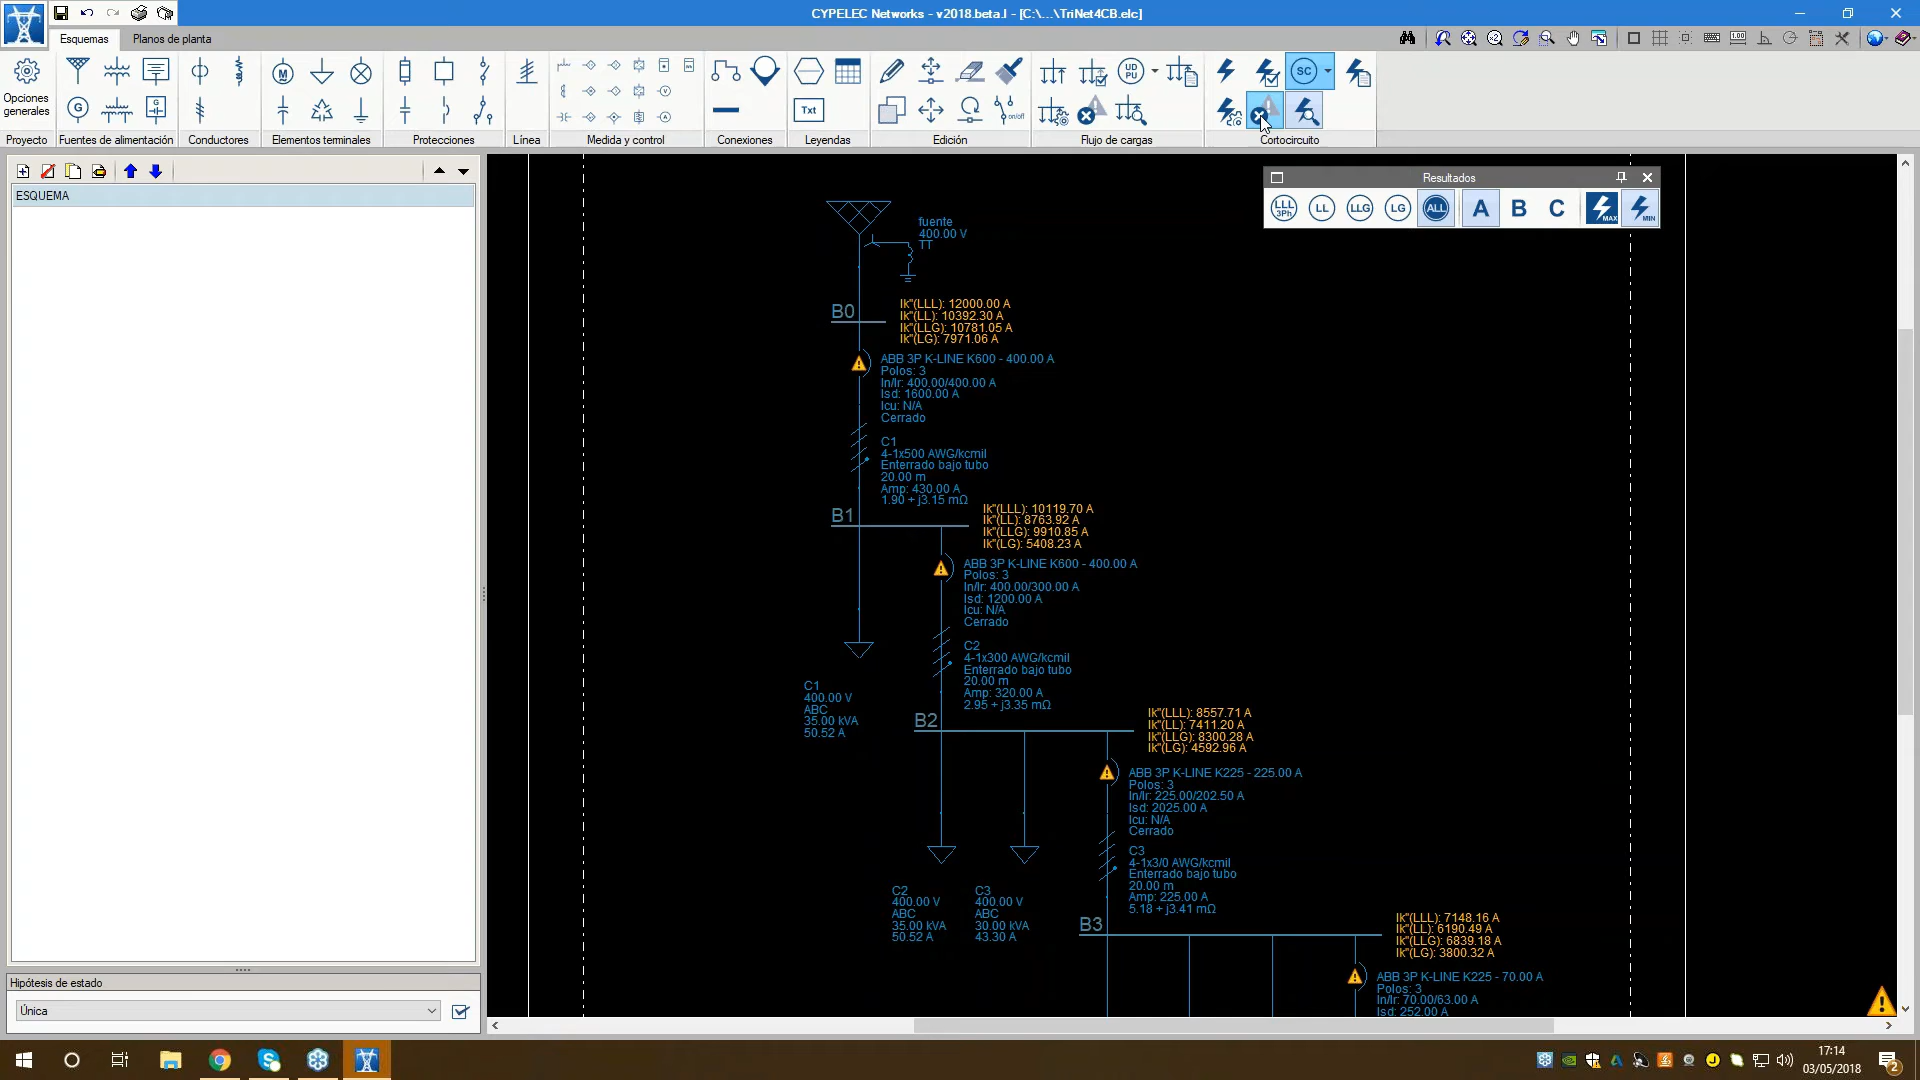 CYPELEC Networks - v2018.beta.I - [C:\...\TriNet4CB.elc]
Esquemas
Planos de planta
Opciones
generales
UD
PU
SC
Txt
on/off
1.00
Proyecto
Fuentes de alimentación
Conductores
Elementos terminales
Protecciones
Línea
Medida y control
Conexiones
Leyendas
Edición
Flujo de cargas
Cortocircuito
ESQUEMA
Resultados
LLL
3Ph
LL
LLG
LG
ALL
A
B
C
MAX
MIN
fuente
400.00 V
TT
B0
Ik''(LLL): 12000.00 A
Ik''(LL): 10392.30 A
Ik''(LLG): 10781.05 A
Ik''(LG): 7971.06 A
ABB 3P K-LINE K600 - 400.00 A
Polos: 3
In/Ir: 400.00/400.00 A
Isd: 1600.00 A
Icu: N/A
Cerrado
C1
4-1x500 AWG/kcmil
Enterrado bajo tubo
20.00 m
Amp: 430.00 A
1.90 + j3.15 mΩ
B1
Ik''(LLL): 10119.70 A
Ik''(LL): 8763.92 A
Ik''(LLG): 9910.85 A
Ik''(LG): 5408.23 A
ABB 3P K-LINE K600 - 400.00 A
Polos: 3
In/Ir: 400.00/300.00 A
Isd: 1200.00 A
Icu: N/A
Cerrado
C2
4-1x300 AWG/kcmil
Enterrado bajo tubo
20.00 m
Amp: 320.00 A
2.95 + j3.35 mΩ
C1
400.00 V
ABC
35.00 kVA
50.52 A
B2
Ik''(LLL): 8557.71 A
Ik''(LL): 7411.20 A
Ik''(LLG): 8300.28 A
Ik''(LG): 4592.96 A
ABB 3P K-LINE K225 - 225.00 A
Polos: 3
In/Ir: 225.00/202.50 A
Isd: 2025.00 A
Icu: N/A
Cerrado
C3
4-1x3/0 AWG/kcmil
Enterrado bajo tubo
20.00 m
Amp: 225.00 A
5.18 + j3.41 mΩ
C2
400.00 V
ABC
35.00 kVA
50.52 A
C3
400.00 V
ABC
30.00 kVA
43.30 A
B3
Ik''(LLL): 7148.16 A
Ik''(LL): 6190.49 A
Ik''(LLG): 6839.18 A
Ik''(LG): 3800.32 A
ABB 3P K-LINE K225 - 70.00 A
Polos: 3
In/Ir: 70.00/63.00 A
Isd: 252.00 A
Hipótesis de estado
Única
17:14
03/05/2018
2